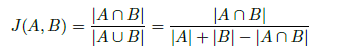 J(A, B) = |A ∩ B| / |A ∪ B| = |A ∩ B| / (|A| + |B| − |A ∩ B|)